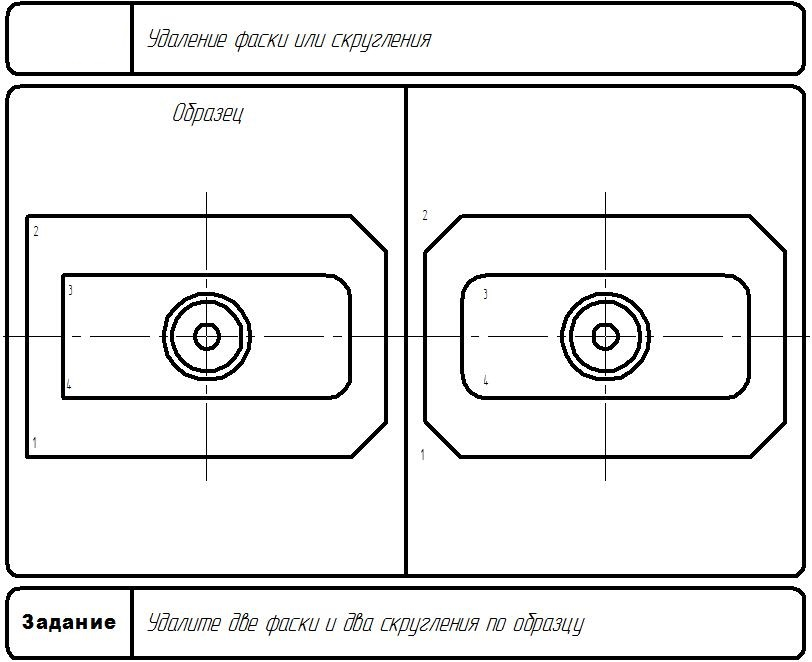 Удаление фаски или скругления
Образец
2
3
4
1
2
3
4
1
Задание
Удалите две фаски и два скругления по образцу